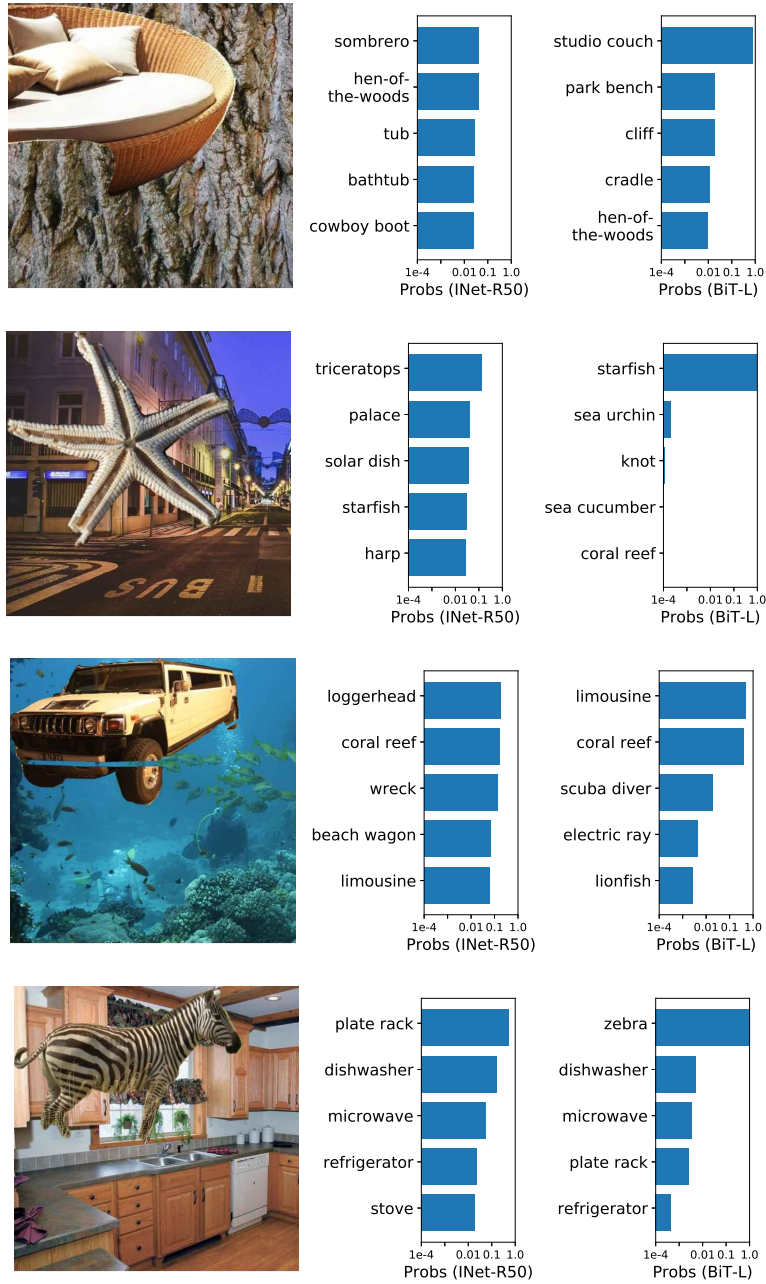 sombrero
hen-of-
the-woods
tub
bathtub
cowboy boot
1e-4 0.01 0.1 1.0
Probs (INet-R50)
studio couch
park bench
cliff
cradle
hen-of-
the-woods
1e-4 0.01 0.1 1.0
Probs (BiT-L)
triceratops
palace
solar dish
starfish
harp
1e-4 0.01 0.1 1.0
Probs (INet-R50)
starfish
sea urchin
knot
sea cucumber
coral reef
1e-4 0.01 0.1 1.0
Probs (BiT-L)
BUS
loggerhead
coral reef
wreck
beach wagon
limousine
1e-4 0.01 0.1 1.0
Probs (INet-R50)
limousine
coral reef
scuba diver
electric ray
lionfish
1e-4 0.01 0.1 1.0
Probs (BiT-L)
plate rack
dishwasher
microwave
refrigerator
stove
1e-4 0.01 0.1 1.0
Probs (INet-R50)
zebra
dishwasher
microwave
plate rack
refrigerator
1e-4 0.01 0.1 1.0
Probs (BiT-L)